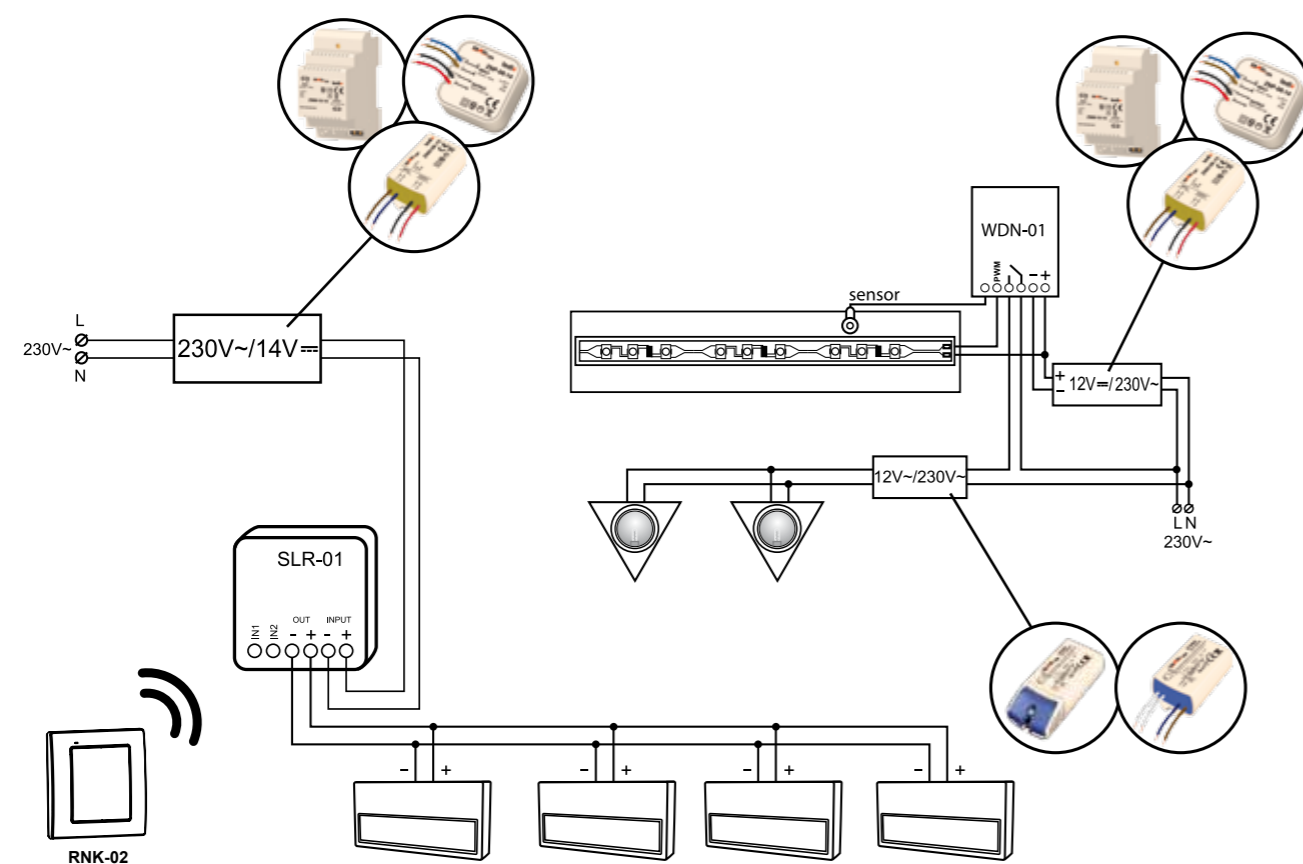 L
230V~
N
230V~/14V⎓
SLR-01
IN1 IN2 OUT INPUT
- + - +
RNK-02
- +
- +
- +
- +
WDN-01
PWM - +
sensor
+
-
12V⎓/230V~
12V~/230V~
L N
230V~